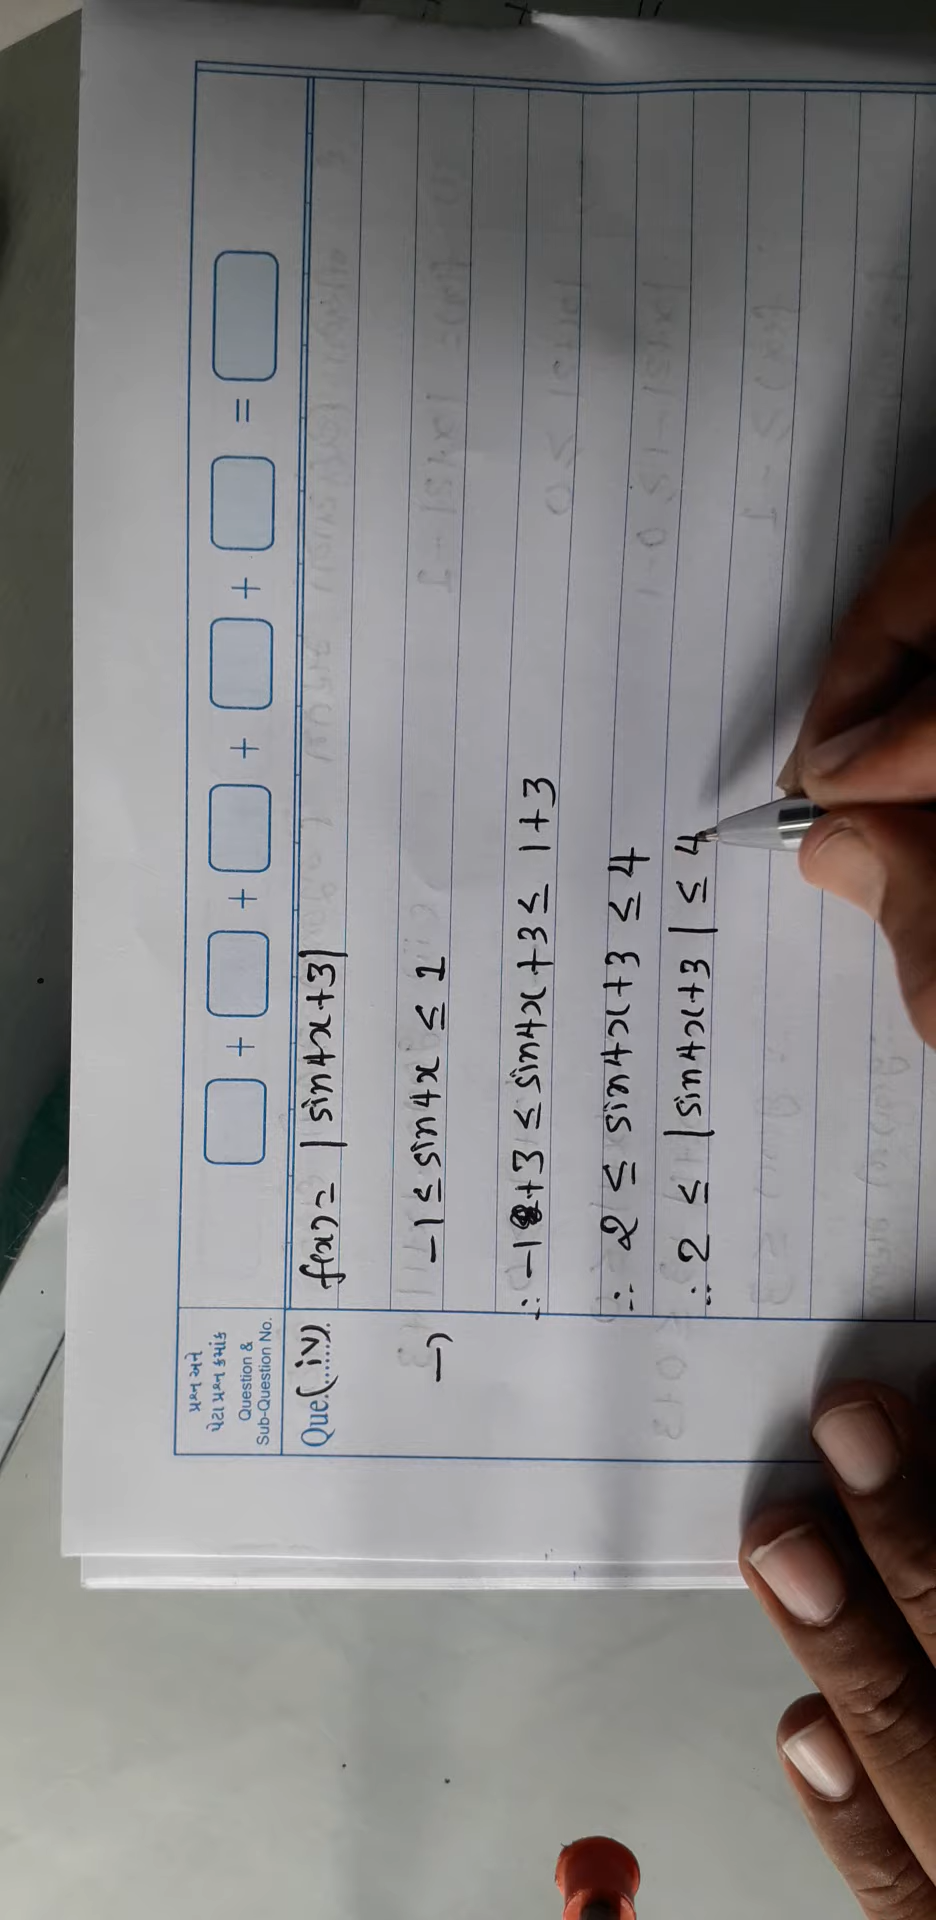 પ્રશ્ન અને
પેટા પ્રશ્ન ક્રમાંક
Question &
Sub-Question No.
+ + + + + =
Que.(iv) f(x) = |sin4x+3|
→ -1 ≤ sin4x ≤ 1
∴ -1+3 ≤ sin4x+3 ≤ 1+3
∴ 2 ≤ sin4x+3 ≤ 4
∴ 2 ≤ |sin4x+3| ≤ 4